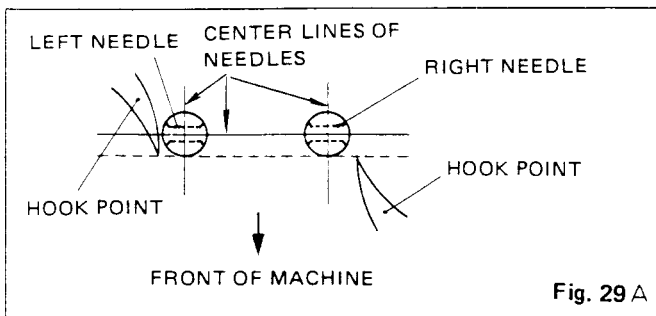 LEFT NEEDLE
CENTER LINES OF
NEEDLES
RIGHT NEEDLE
HOOK POINT
HOOK POINT
FRONT OF MACHINE
Fig. 29 A